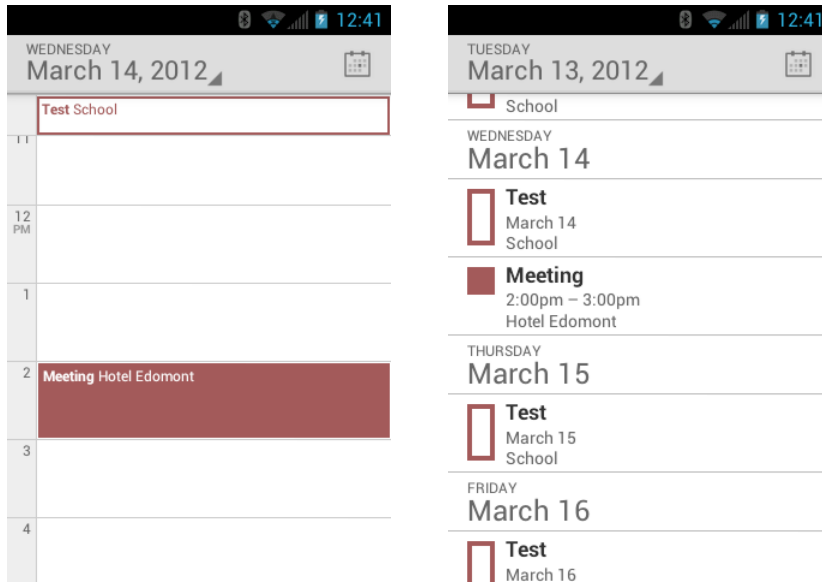 12:41
WEDNESDAY
March 14, 2012
Test School
11
12
PM
1
2
Meeting Hotel Edomont
3
4
12:41
TUESDAY
March 13, 2012
School
WEDNESDAY
March 14
Test
March 14
School
Meeting
2:00pm – 3:00pm
Hotel Edomont
THURSDAY
March 15
Test
March 15
School
FRIDAY
March 16
Test
March 16